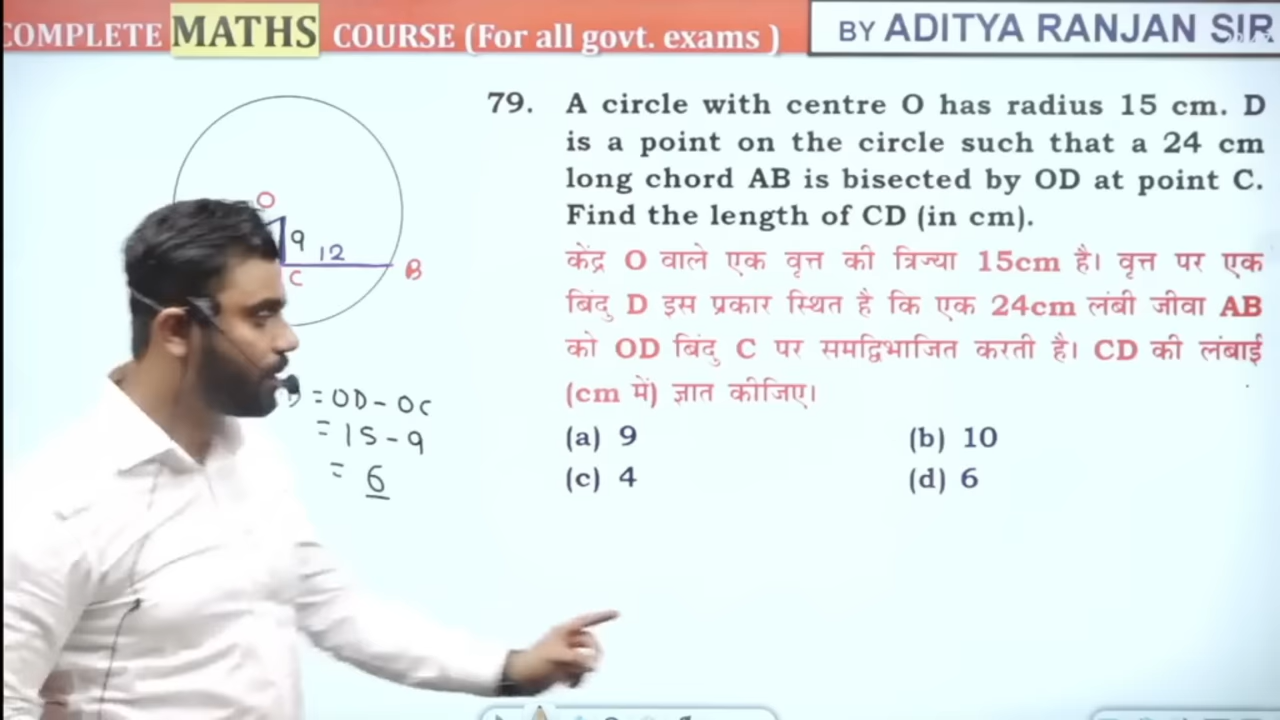 COMPLETE MATHS COURSE (For all govt. exams )
BY ADITYA RANJAN SIR
79. A circle with centre O has radius 15 cm. D
is a point on the circle such that a 24 cm
long chord AB is bisected by OD at point C.
Find the length of CD (in cm).
केंद्र O वाले एक वृत्त की त्रिज्या 15cm है। वृत्त पर एक
बिंदु D इस प्रकार स्थित है कि एक 24cm लंबी जीवा AB
को OD बिंदु C पर समद्विभाजित करती है। CD की लंबाई
(cm में) ज्ञात कीजिए।
(a) 9 (b) 10
(c) 4 (d) 6
O
9 12
C B
= OD - OC
= 15 - 9
= 6